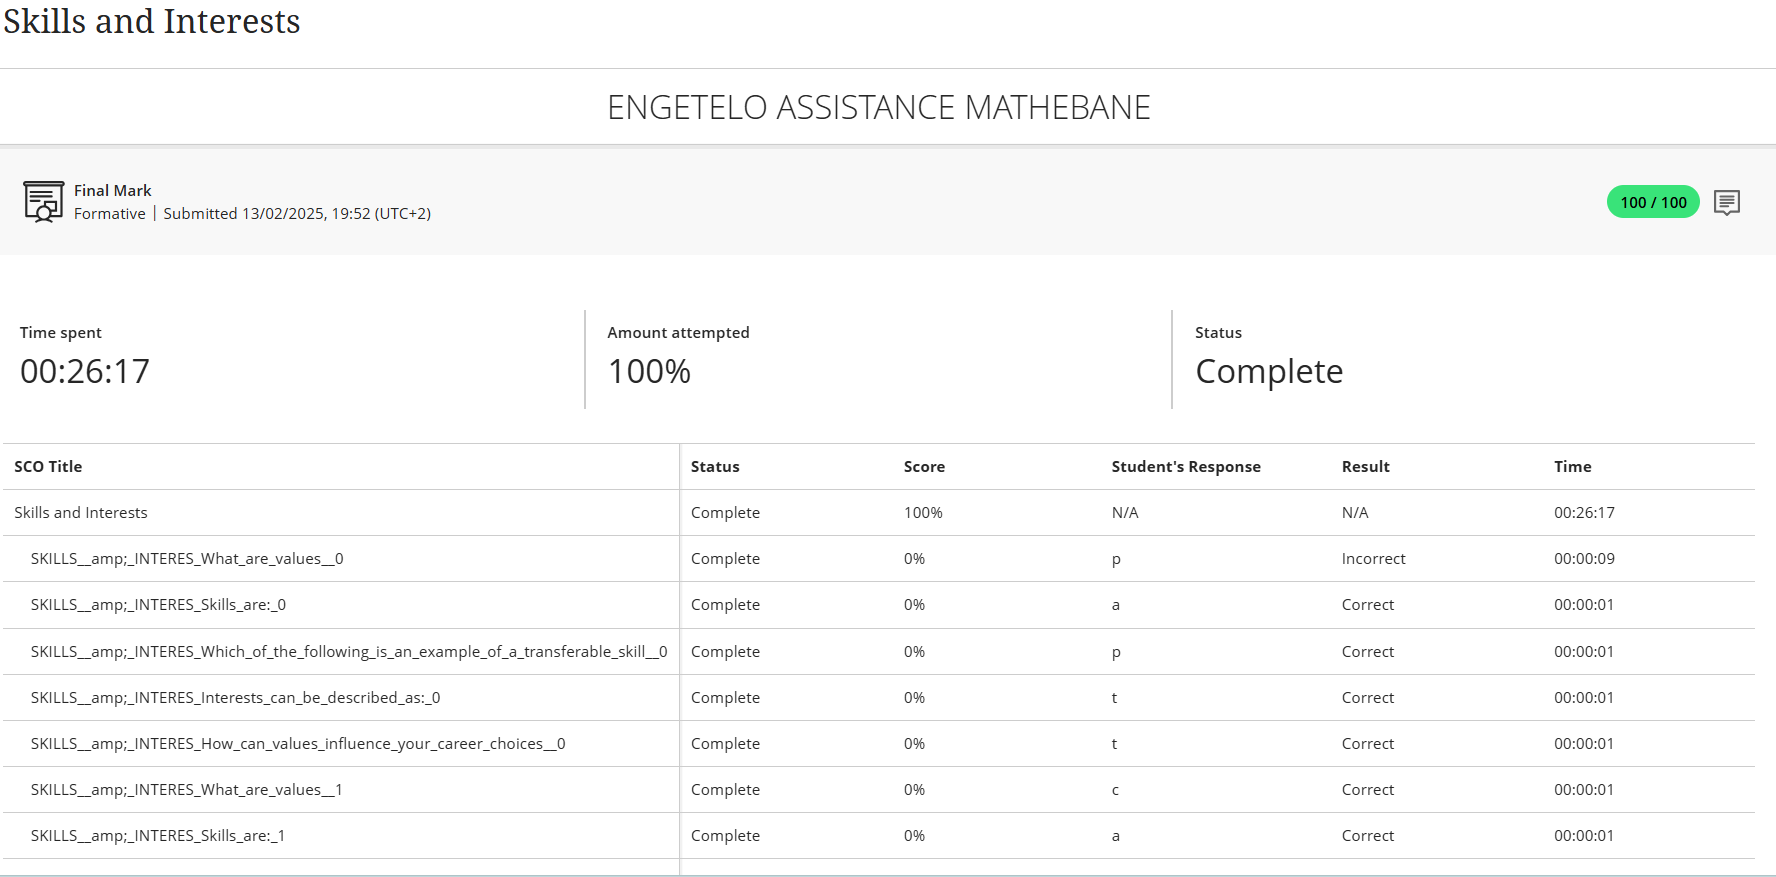 Skills and Interests
ENGETELO ASSISTANCE MATHEBANE
Final Mark
Formative | Submitted 13/02/2025, 19:52 (UTC+2)
100 / 100
Time spent
00:26:17
Amount attempted
100%
Status
Complete
SCO Title Status Score Student's Response Result Time
Skills and Interests Complete 100% N/A N/A 00:26:17
SKILLS__amp;_INTERES_What_are_values__0 Complete 0% p Incorrect 00:00:09
SKILLS__amp;_INTERES_Skills_are:_0 Complete 0% a Correct 00:00:01
SKILLS__amp;_INTERES_Which_of_the_following_is_an_example_of_a_transferable_skill__0 Complete 0% p Correct 00:00:01
SKILLS__amp;_INTERES_Interests_can_be_described_as:_0 Complete 0% t Correct 00:00:01
SKILLS__amp;_INTERES_How_can_values_influence_your_career_choices__0 Complete 0% t Correct 00:00:01
SKILLS__amp;_INTERES_What_are_values__1 Complete 0% c Correct 00:00:01
SKILLS__amp;_INTERES_Skills_are:_1 Complete 0% a Correct 00:00:01